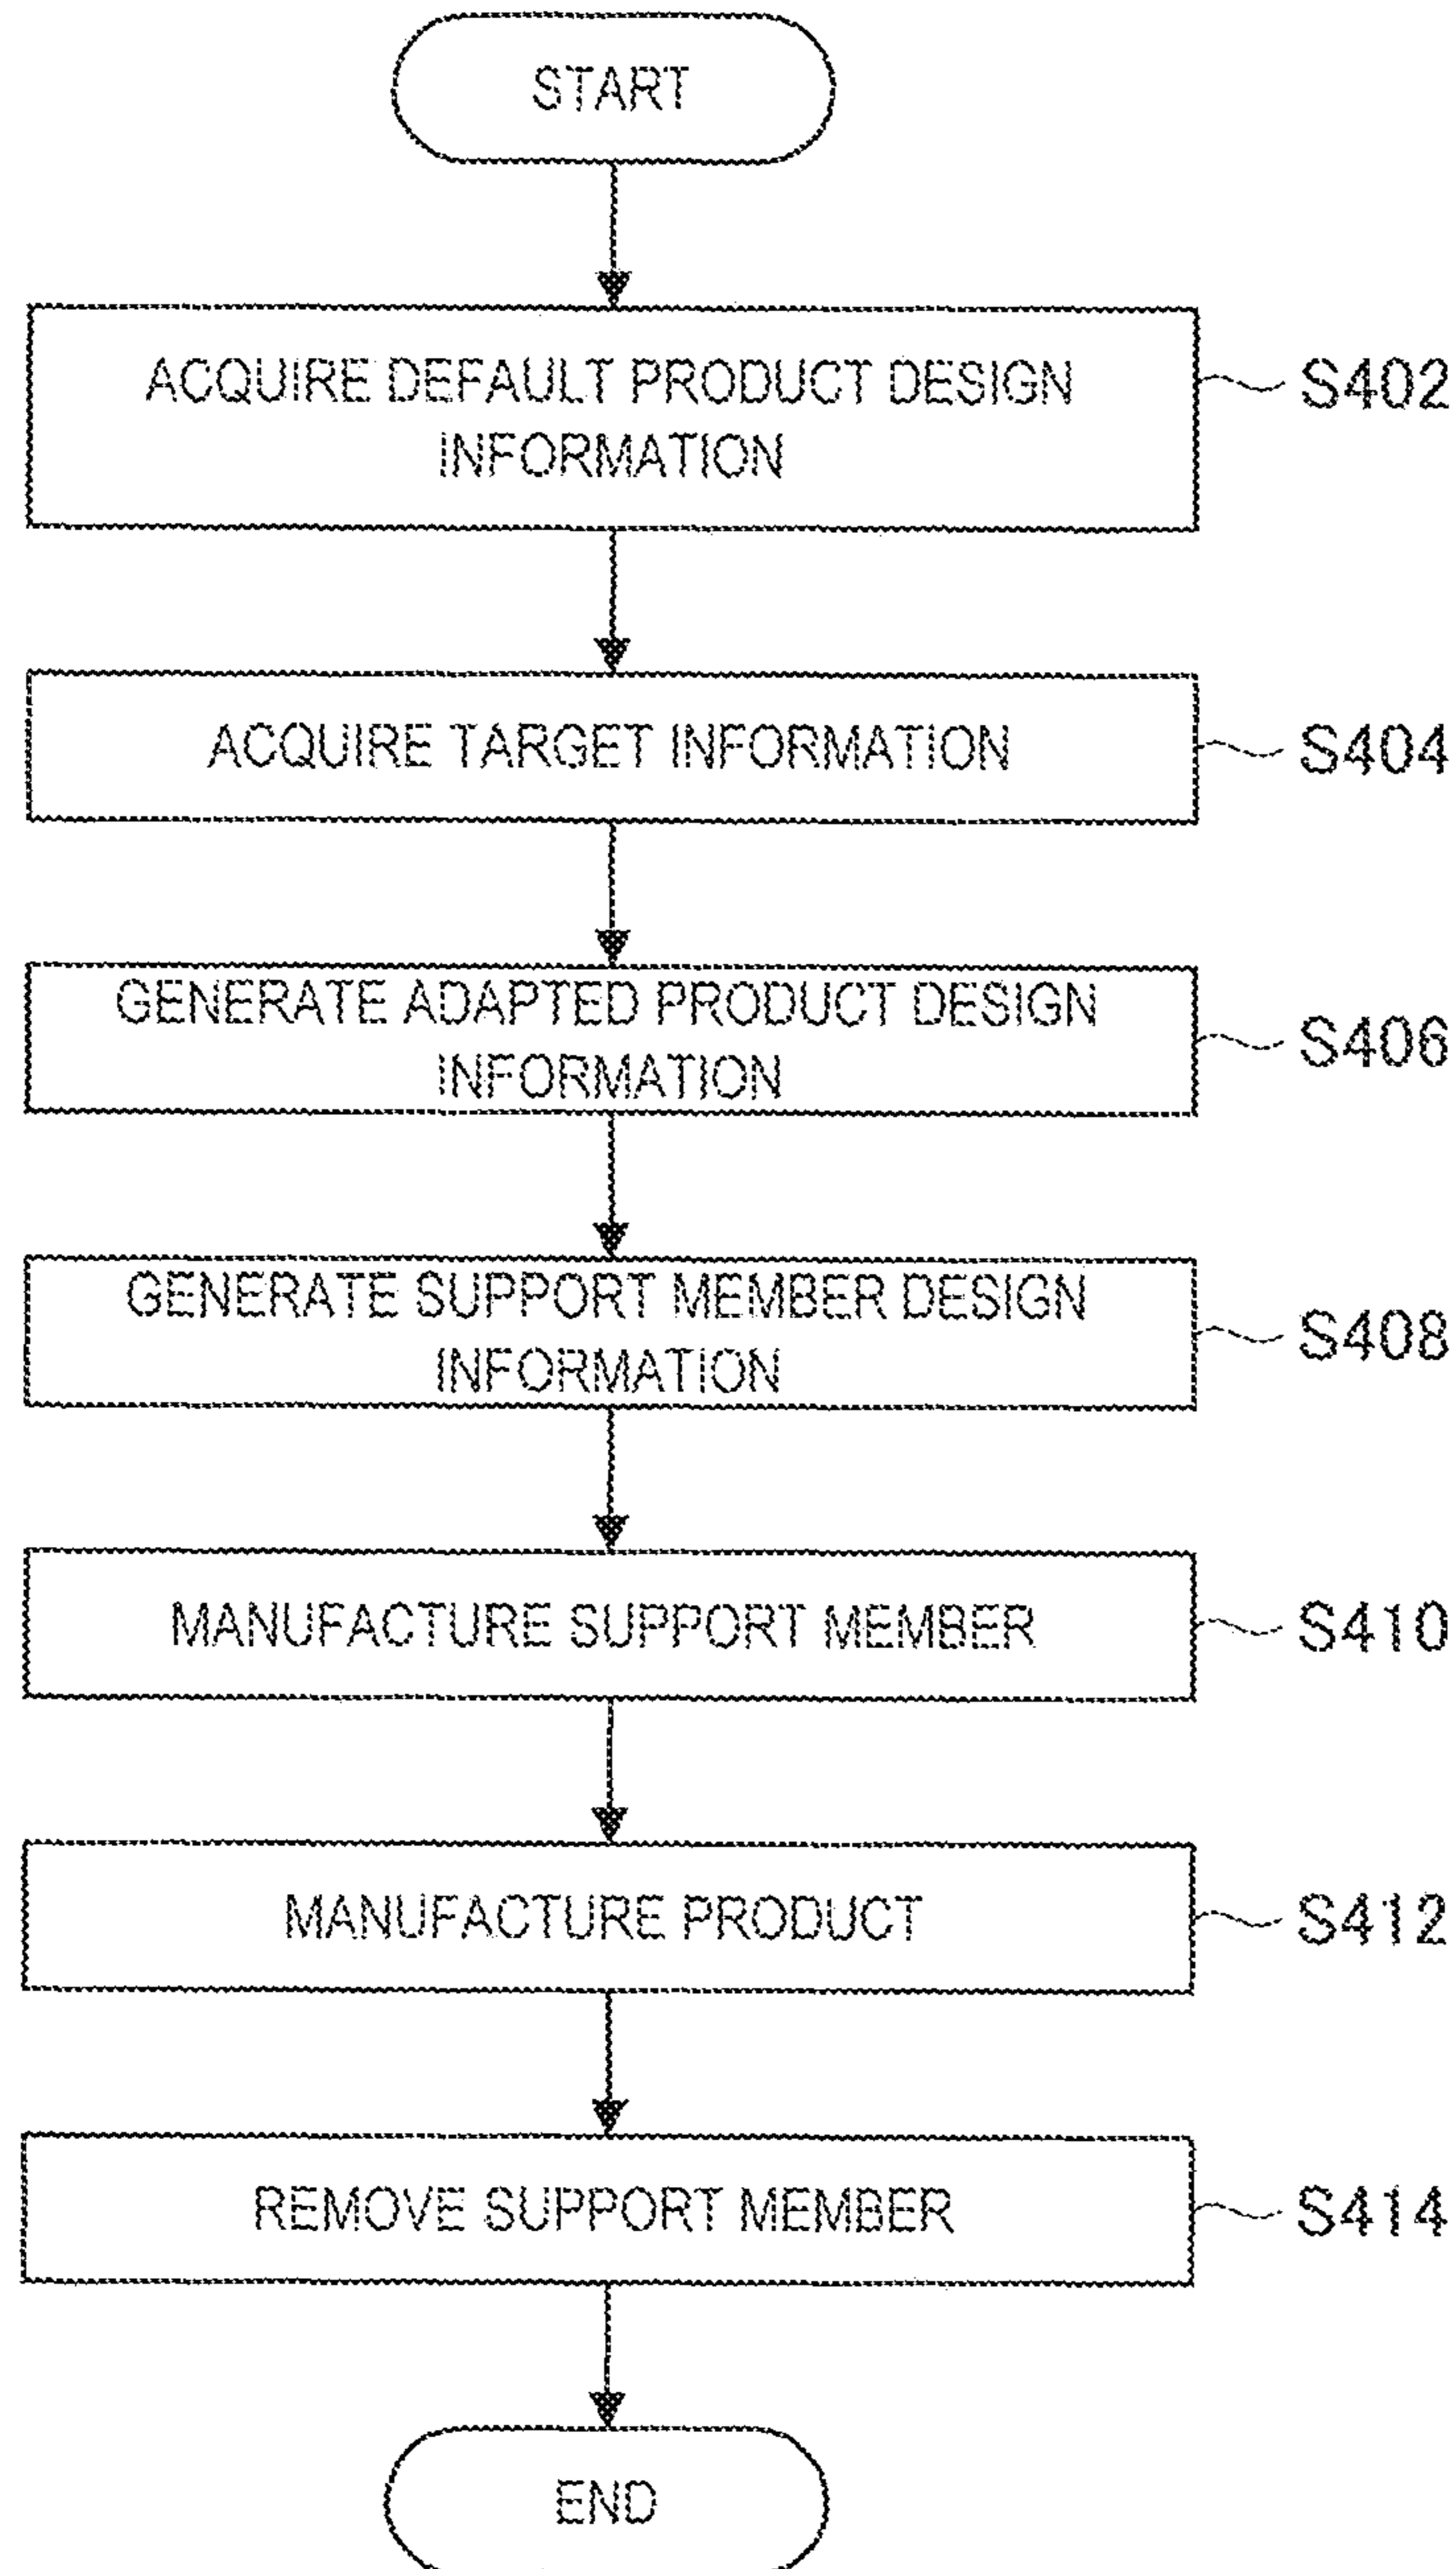 START
ACQUIRE DEFAULT PRODUCT DESIGN
INFORMATION
S402
ACQUIRE TARGET INFORMATION
S404
GENERATE ADAPTED PRODUCT DESIGN
INFORMATION
S406
GENERATE SUPPORT MEMBER DESIGN
INFORMATION
S408
MANUFACTURE SUPPORT MEMBER
S410
MANUFACTURE PRODUCT
S412
REMOVE SUPPORT MEMBER
S414
END